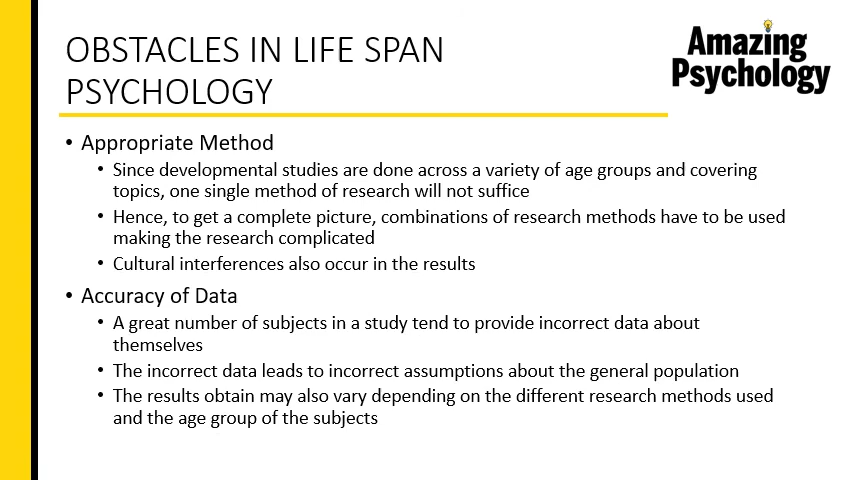 OBSTACLES IN LIFE SPAN
PSYCHOLOGY
Amazing
Psychology
• Appropriate Method
• Since developmental studies are done across a variety of age groups and covering
topics, one single method of research will not suffice
• Hence, to get a complete picture, combinations of research methods have to be used
making the research complicated
• Cultural interferences also occur in the results
• Accuracy of Data
• A great number of subjects in a study tend to provide incorrect data about
themselves
• The incorrect data leads to incorrect assumptions about the general population
• The results obtain may also vary depending on the different research methods used
and the age group of the subjects